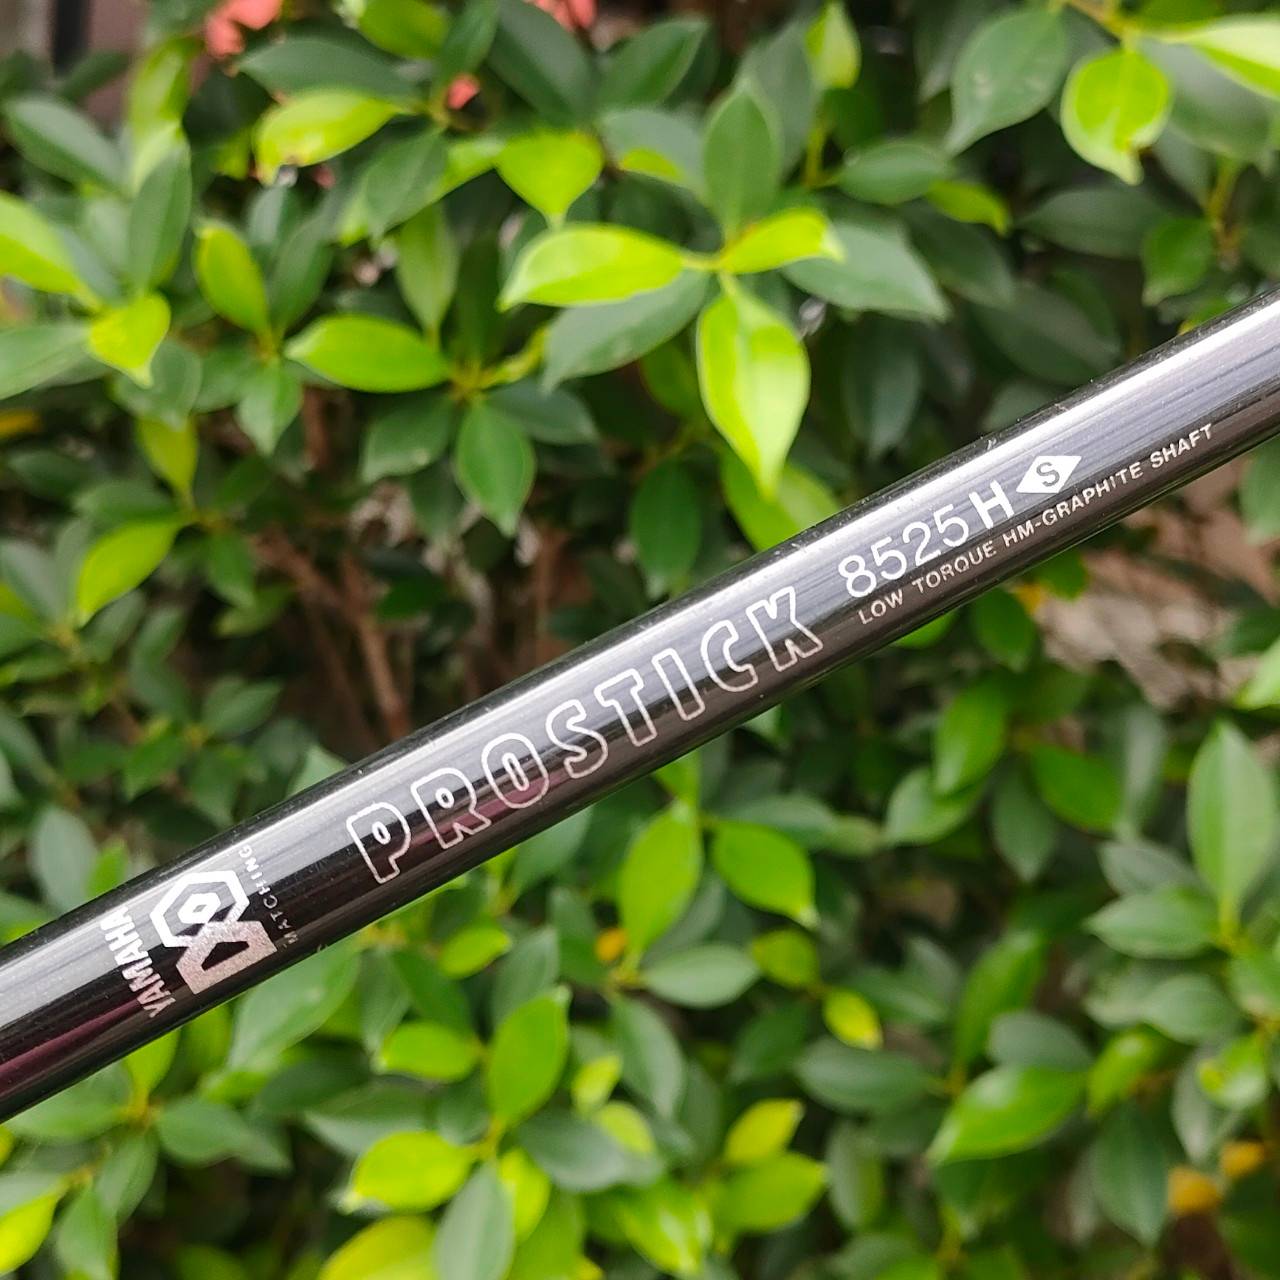 YAMAHA
MATCHING
PROSTICK 8525H S
LOW TORQUE HM-GRAPHITE SHAFT